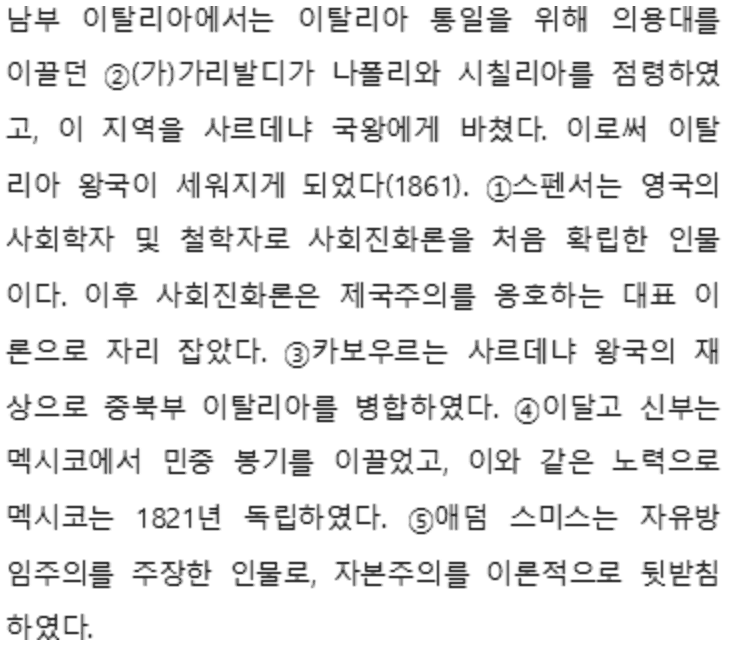 남부 이탈리아에서는 이탈리아 통일을 위해 의용대를
이끌던 ②(가)가리발디가 나폴리와 시칠리아를 점령하였
고, 이 지역을 사르데냐 국왕에게 바쳤다. 이로써 이탈
리아 왕국이 세워지게 되었다(1861). ①스펜서는 영국의
사회학자 및 철학자로 사회진화론을 처음 확립한 인물
이다. 이후 사회진화론은 제국주의를 옹호하는 대표 이
론으로 자리 잡았다. ③카보우르는 사르데냐 왕국의 재
상으로 중북부 이탈리아를 병합하였다. ④이달고 신부는
멕시코에서 민중 봉기를 이끌었고, 이와 같은 노력으로
멕시코는 1821년 독립하였다. ⑤애덤 스미스는 자유방
임주의를 주장한 인물로, 자본주의를 이론적으로 뒷받침
하였다.